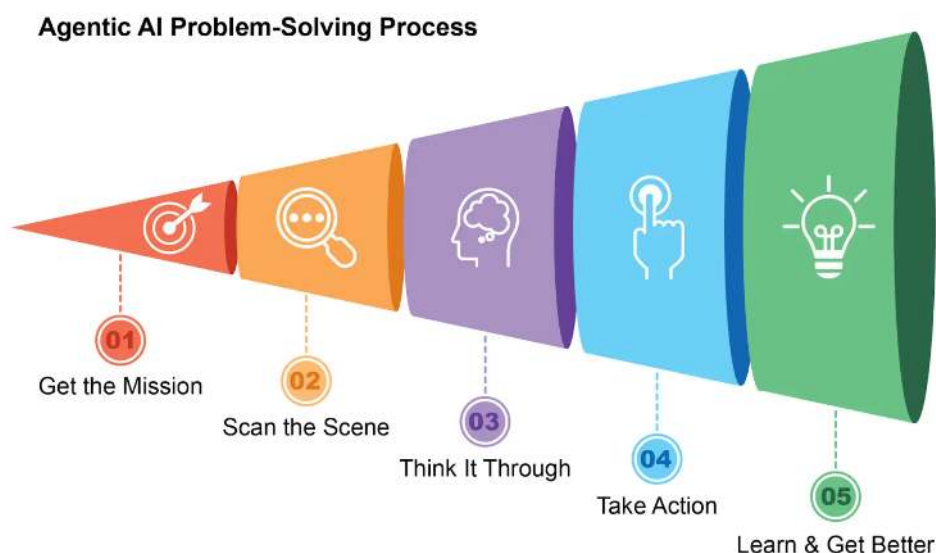 Agentic AI Problem-Solving Process
01
Get the Mission
02
Scan the Scene
03
Think It Through
04
Take Action
05
Learn & Get Better